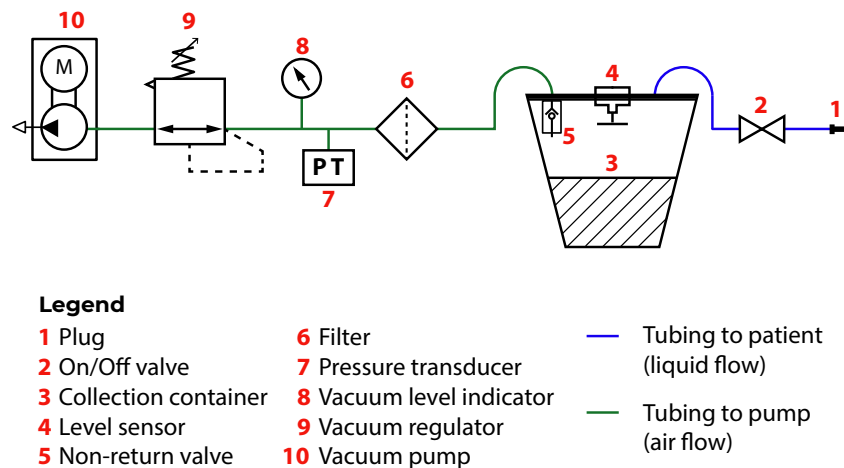 10
9
8
6
4
2
1
M
5
3
PT
7
Legend
1 Plug
2 On/Off valve
3 Collection container
4 Level sensor
5 Non-return valve
6 Filter
7 Pressure transducer
8 Vacuum level indicator
9 Vacuum regulator
10 Vacuum pump
Tubing to patient
(liquid flow)
Tubing to pump
(air flow)